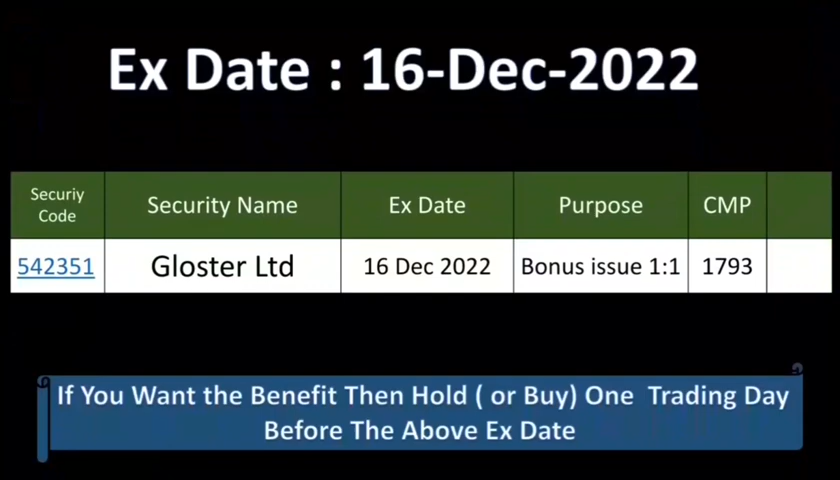 Ex Date : 16-Dec-2022
Securiy Code Security Name Ex Date Purpose CMP
542351 Gloster Ltd 16 Dec 2022 Bonus issue 1:1 1793
If You Want the Benefit Then Hold ( or Buy) One Trading Day
Before The Above Ex Date